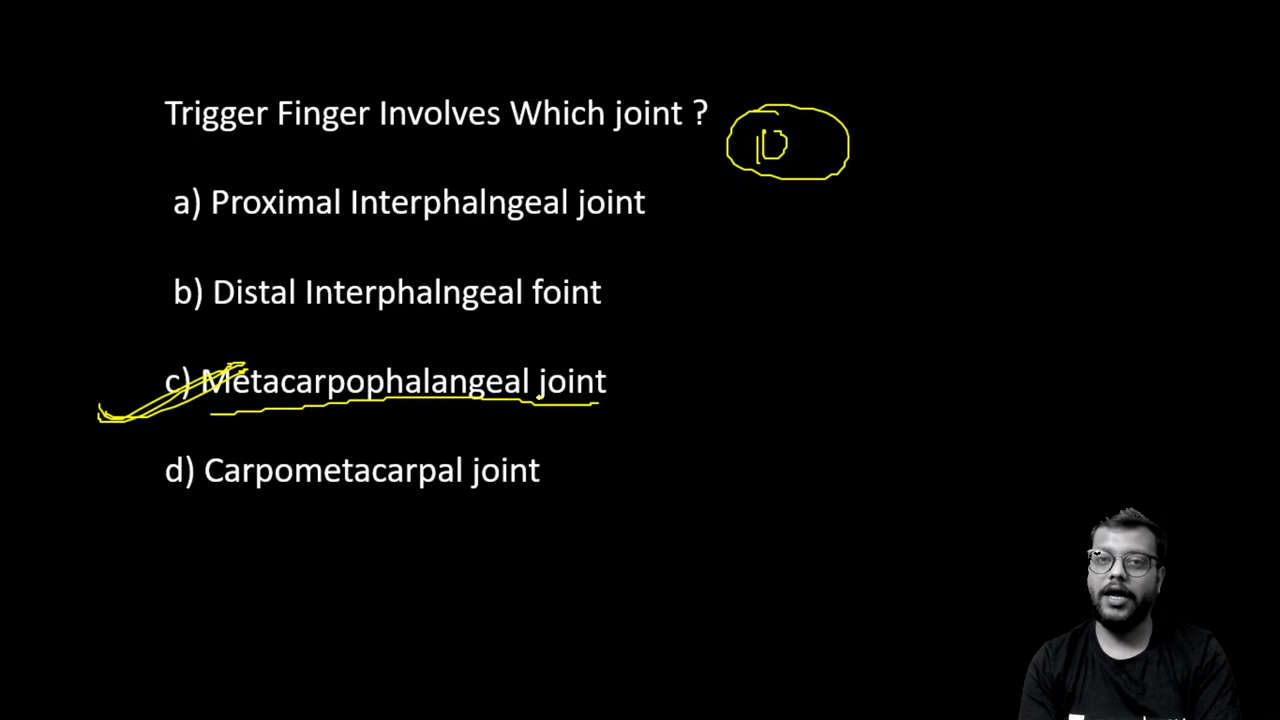 Trigger Finger Involves Which joint ?
D
a) Proximal Interphalngeal joint
b) Distal Interphalngeal foint
c) Metacarpophalangeal joint
d) Carpometacarpal joint